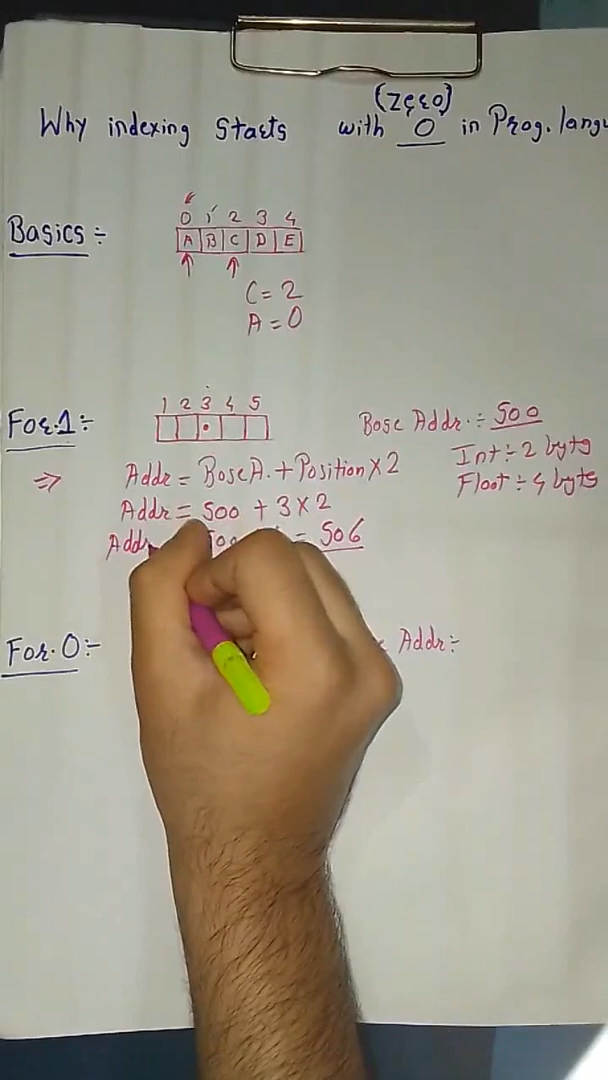 (Zero)
Why indexing Starts with 0 in Prog. langu
Basics :-
0 1 2 3 4
A B C D E
C = 2
A = 0
For.1 :-
1 2 3 4 5
Base Addr. :- 500
Int :- 2 byts
Float :- 4 byts
⇒ Addr = Base A. + Position × 2
Addr = 500 + 3 × 2
Addr = 506
For.0 :-
Addr :-